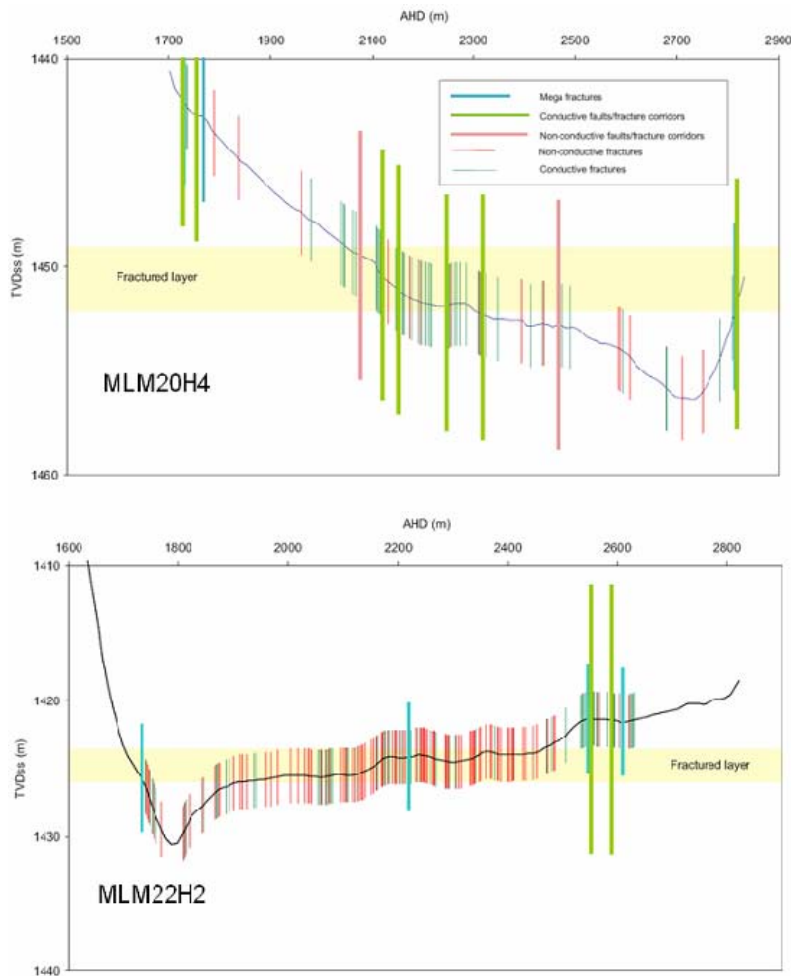 AHD (m)
1500 1700 1900 2100 2300 2500 2700 2900
1440
Mega fractures
Conductive faults/fracture corridors
Non-conductive faults/fracture corridors
Non-conductive fractures
Conductive fractures
TVDss (m)
1450
Fractured layer
MLM20H4
1460
AHD (m)
1600 1800 2000 2200 2400 2600 2800
1410
1420
TVDss (m)
Fractured layer
1430
MLM22H2
1440